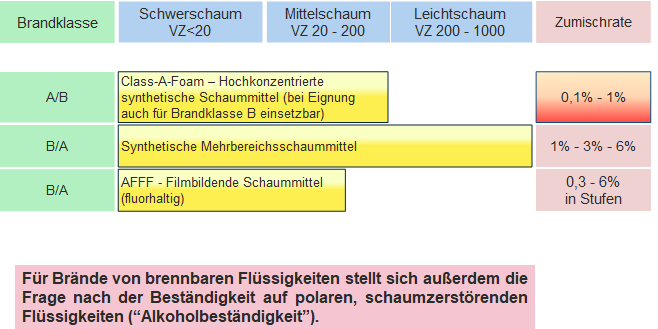 Brandklasse
Schwerschaum
VZ<20
Mittelschaum
VZ 20 - 200
Leichtschaum
VZ 200 - 1000
Zumischrate
A/B
Class-A-Foam – Hochkonzentrierte
synthetische Schaummittel (bei Eignung
auch für Brandklasse B einsetzbar)
0,1% - 1%
B/A
Synthetische Mehrbereichsschaummittel
1% - 3% - 6%
B/A
AFFF - Filmbildende Schaummittel
(fluorhaltig)
0,3 - 6%
in Stufen
Für Brände von brennbaren Flüssigkeiten stellt sich außerdem die
Frage nach der Beständigkeit auf polaren, schaumzerstörenden
Flüssigkeiten (“Alkoholbeständigkeit”).